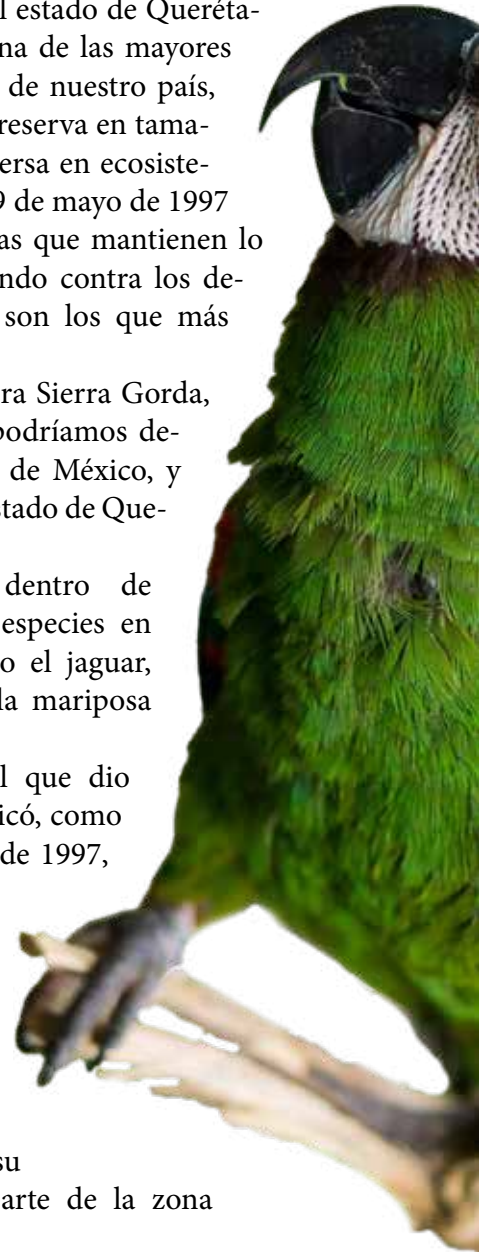 l estado de Queréta-
na de las mayores
de nuestro país,
reserva en tama-
ersa en ecosiste-
9 de mayo de 1997
as que mantienen lo
ndo contra los de-
son los que más
ra Sierra Gorda,
podríamos de-
de México, y
stado de Que-
dentro de
especies en
o el jaguar,
la mariposa
l que dio
icó, como
de 1997,
su
arte de la zona